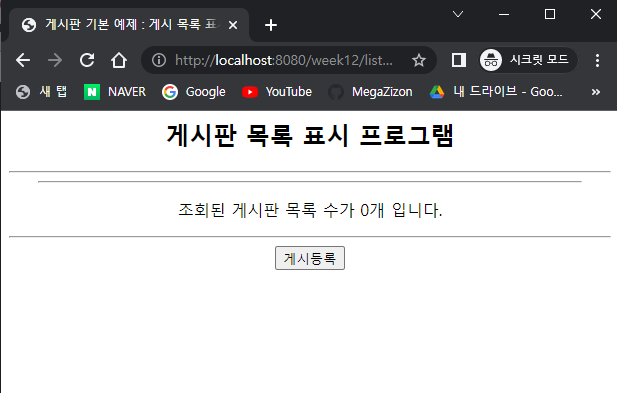 게시판 기본 예제 : 게시 목록 표
http://localhost:8080/week12/list...
시크릿 모드
새 탭 NAVER Google YouTube MegaZizon 내 드라이브 - Goo... »
게시판 목록 표시 프로그램
조회된 게시판 목록 수가 0개 입니다.
게시등록